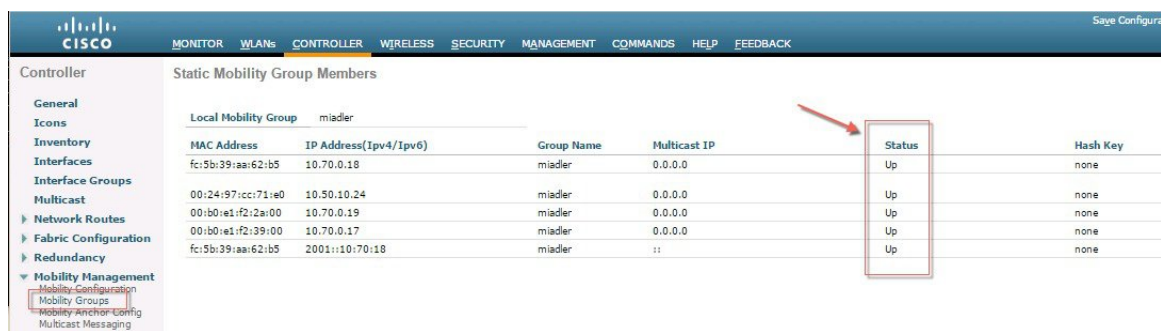 Save Configura
CISCO
MONITOR WLANs CONTROLLER WIRELESS SECURITY MANAGEMENT COMMANDS HELP FEEDBACK
Controller
General
Icons
Inventory
Interfaces
Interface Groups
Multicast
Network Routes
Fabric Configuration
Redundancy
Mobility Management
Mobility Configuration
Mobility Groups
Mobility Anchor Config
Multicast Messaging
Static Mobility Group Members
Local Mobility Group miadler
MAC Address IP Address(Ipv4/Ipv6) Group Name Multicast IP Status Hash Key
fc:5b:39:aa:62:b5 10.70.0.18 miadler 0.0.0.0 Up none
00:24:97:cc:71:e0 10.50.10.24 miadler 0.0.0.0 Up none
00:b0:e1:f2:2a:00 10.70.0.19 miadler 0.0.0.0 Up none
00:b0:e1:f2:39:00 10.70.0.17 miadler 0.0.0.0 Up none
fc:5b:39:aa:62:b5 2001::10:70:18 miadler :: Up none